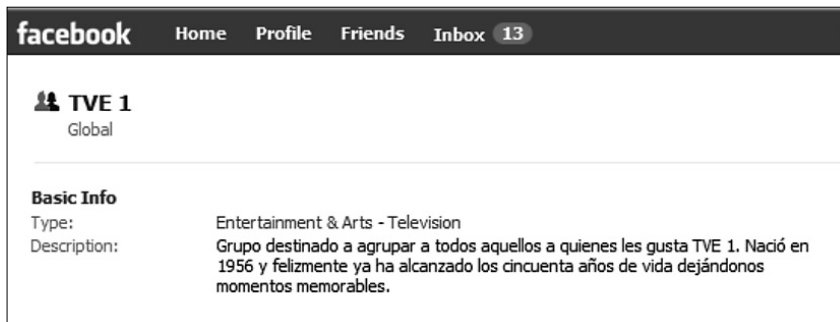 facebook Home Profile Friends Inbox 13
TVE 1
Global
Basic Info
Type: Entertainment & Arts - Television
Description: Grupo destinado a agrupar a todos aquellos a quienes les gusta TVE 1. Nació en
1956 y felizmente ya ha alcanzado los cincuenta años de vida dejándonos
momentos memorables.